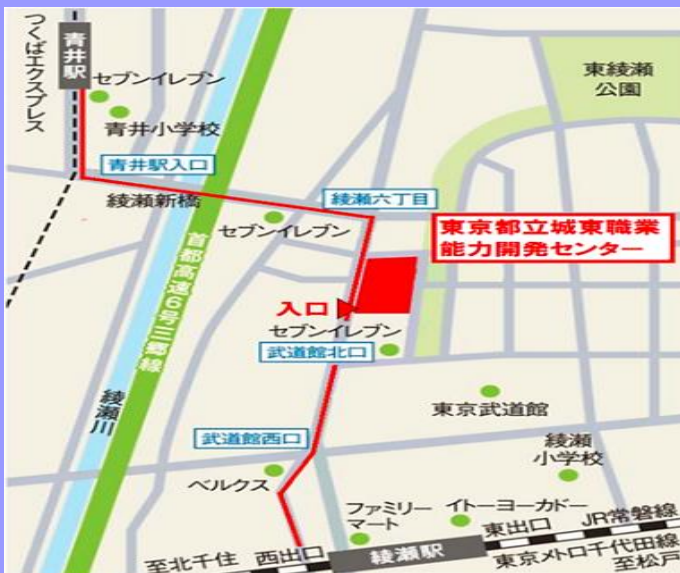 つくばエクスプレス
青井駅
セブンイレブン
青井小学校
青井駅入口
綾瀬新橋
セブンイレブン
綾瀬六丁目
東綾瀬
公園
東京都立城東職業
能力開発センター
首都高速6号三郷線
入口
セブンイレブン
武道館北口
綾瀬川
武道館西口
東京武道館
綾瀬
小学校
ベルクス
ファミリー
マート
イトーヨーカドー
東出口
JR常磐線
至北千住
西出口
綾瀬駅
東京メトロ千代田線
至松戸